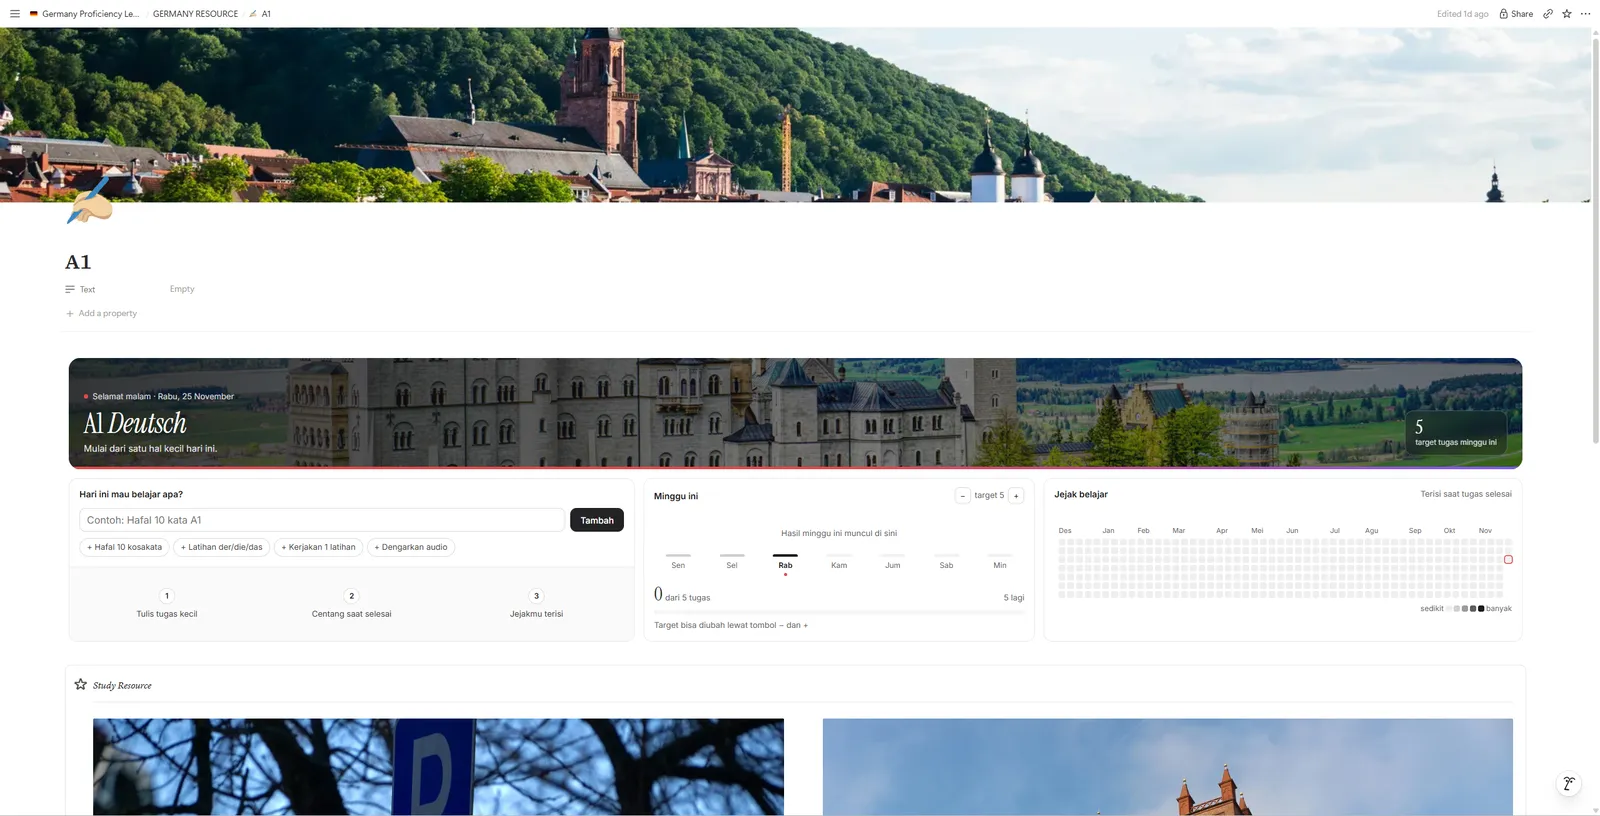 Germany Proficiency Le... / GERMANY RESOURCE / A1
Edited 1d ago Share
A1
Text Empty
Add a property
Selamat malam · Rabu, 25 November
A1 Deutsch
Mulai dari satu hal kecil hari ini.
5
target tugas minggu ini
Hari ini mau belajar apa?
Contoh: Hafal 10 kata A1
Tambah
+ Hafal 10 kosakata + Latihan der/die/das + Kerjakan 1 latihan + Dengarkan audio
1 2 3
Tulis tugas kecil Centang saat selesai Jejakmu terisi
Minggu ini − target 5 +
Hasil minggu ini muncul di sini
Sen Sel Rab Kam Jum Sab Min
0 dari 5 tugas 5 lagi
Target bisa diubah lewat tombol − dan +
Jejak belajar Terisi saat tugas selesai
Des Jan Feb Mar Apr Mei Jun Jul Agu Sep Okt Nov
sedikit banyak
Study Resource
P